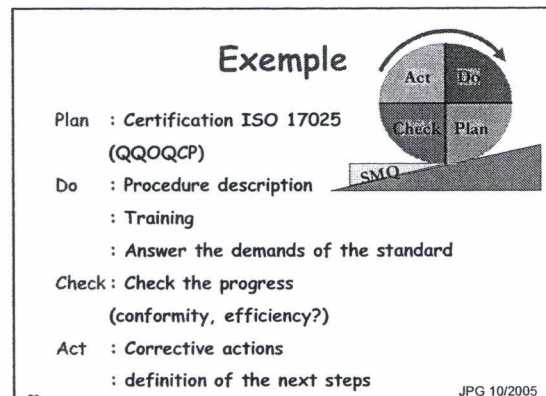 Exemple
Act Do
Check Plan
SMQ
Plan : Certification ISO 17025
(QQOQCP)
Do : Procedure description
: Training
: Answer the demands of the standard
Check : Check the progress
(conformity, efficiency?)
Act : Corrective actions
: definition of the next steps
JPG 10/2005